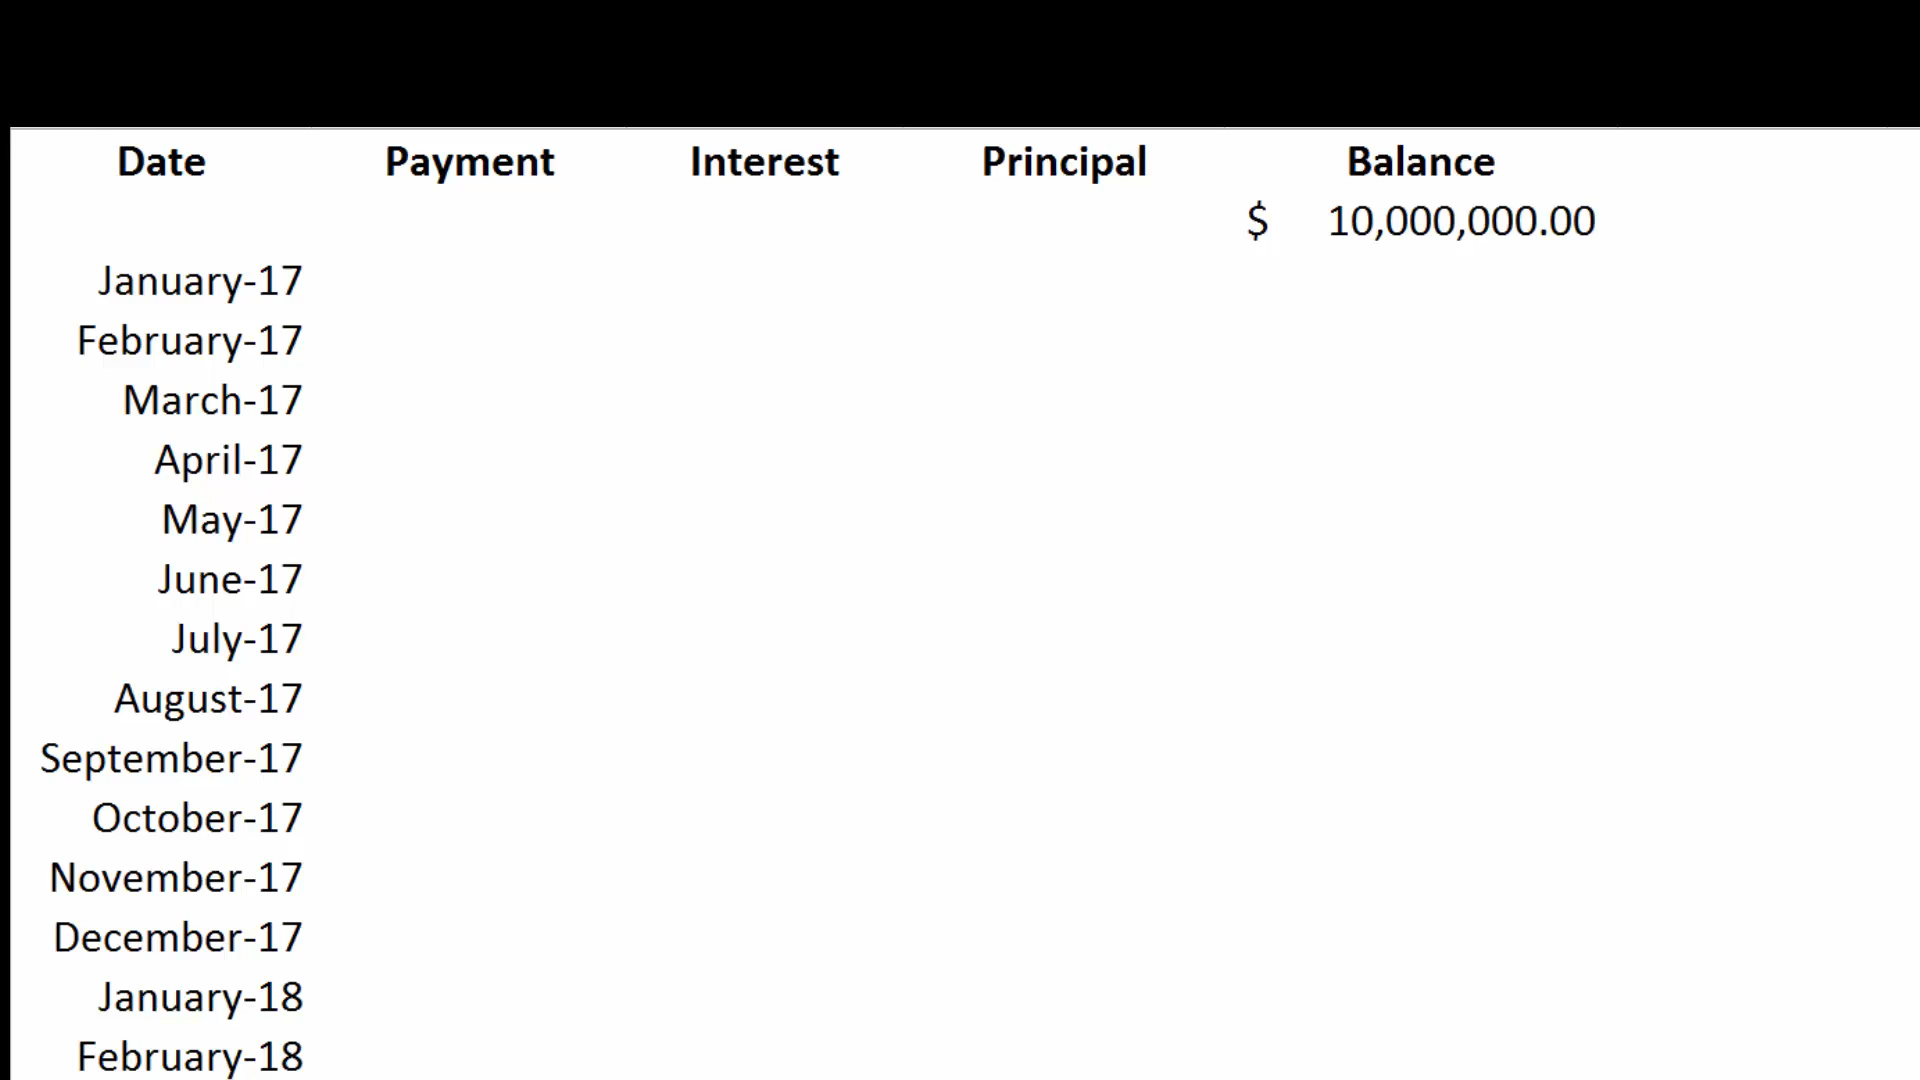 Date Payment Interest Principal Balance
$ 10,000,000.00
January-17
February-17
March-17
April-17
May-17
June-17
July-17
August-17
September-17
October-17
November-17
December-17
January-18
February-18